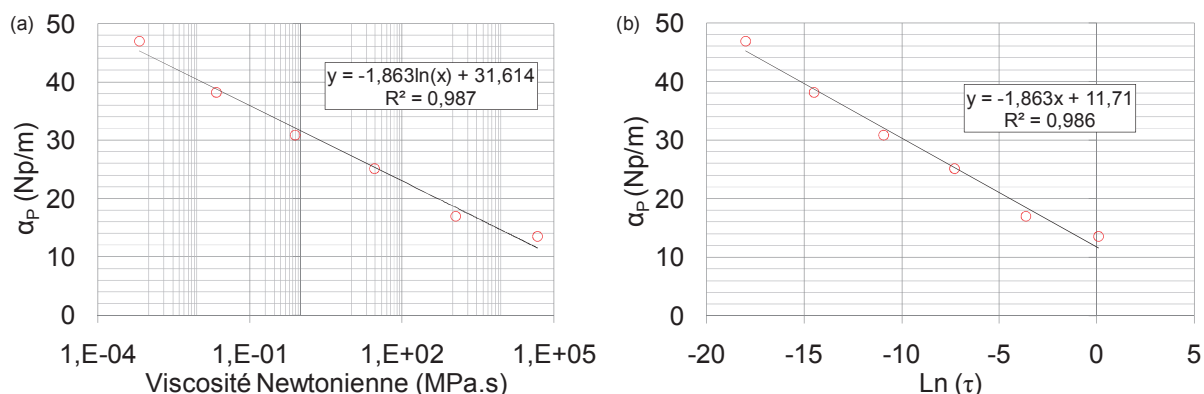 (a)
50
40
30
20
10
0
α_P (Np/m)
y = -1,863ln(x) + 31,614
R² = 0,987
1,E-04 1,E-01 1,E+02 1,E+05
Viscosité Newtonienne (MPa.s)
(b)
50
40
30
20
10
0
α_P (Np/m)
y = -1,863x + 11,71
R² = 0,986
-20 -15 -10 -5 0 5
Ln (τ)